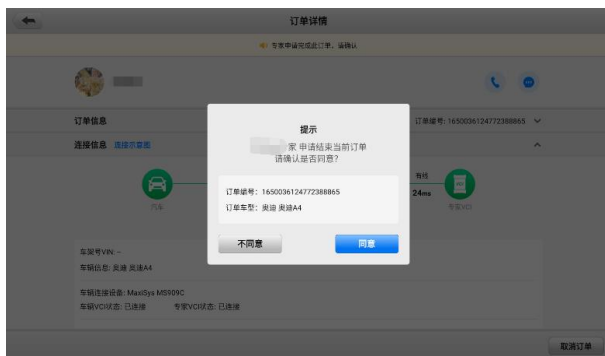 订单详情
专家申请完成此订单，请确认
订单信息
订单编号: 1650036124772388865
连接信息 连接示意图
提示
家 申请结束当前订单
请确认是否同意?
订单编号: 1650036124772388865
订单车型: 奥迪 奥迪A4
不同意
同意
汽车
有线
24ms
专家VCI
车架号VIN: --
车辆信息: 奥迪 奥迪A4
车辆连接设备: MaxiSys MS909C
车辆VCI状态: 已连接 专家VCI状态: 已连接
取消订单